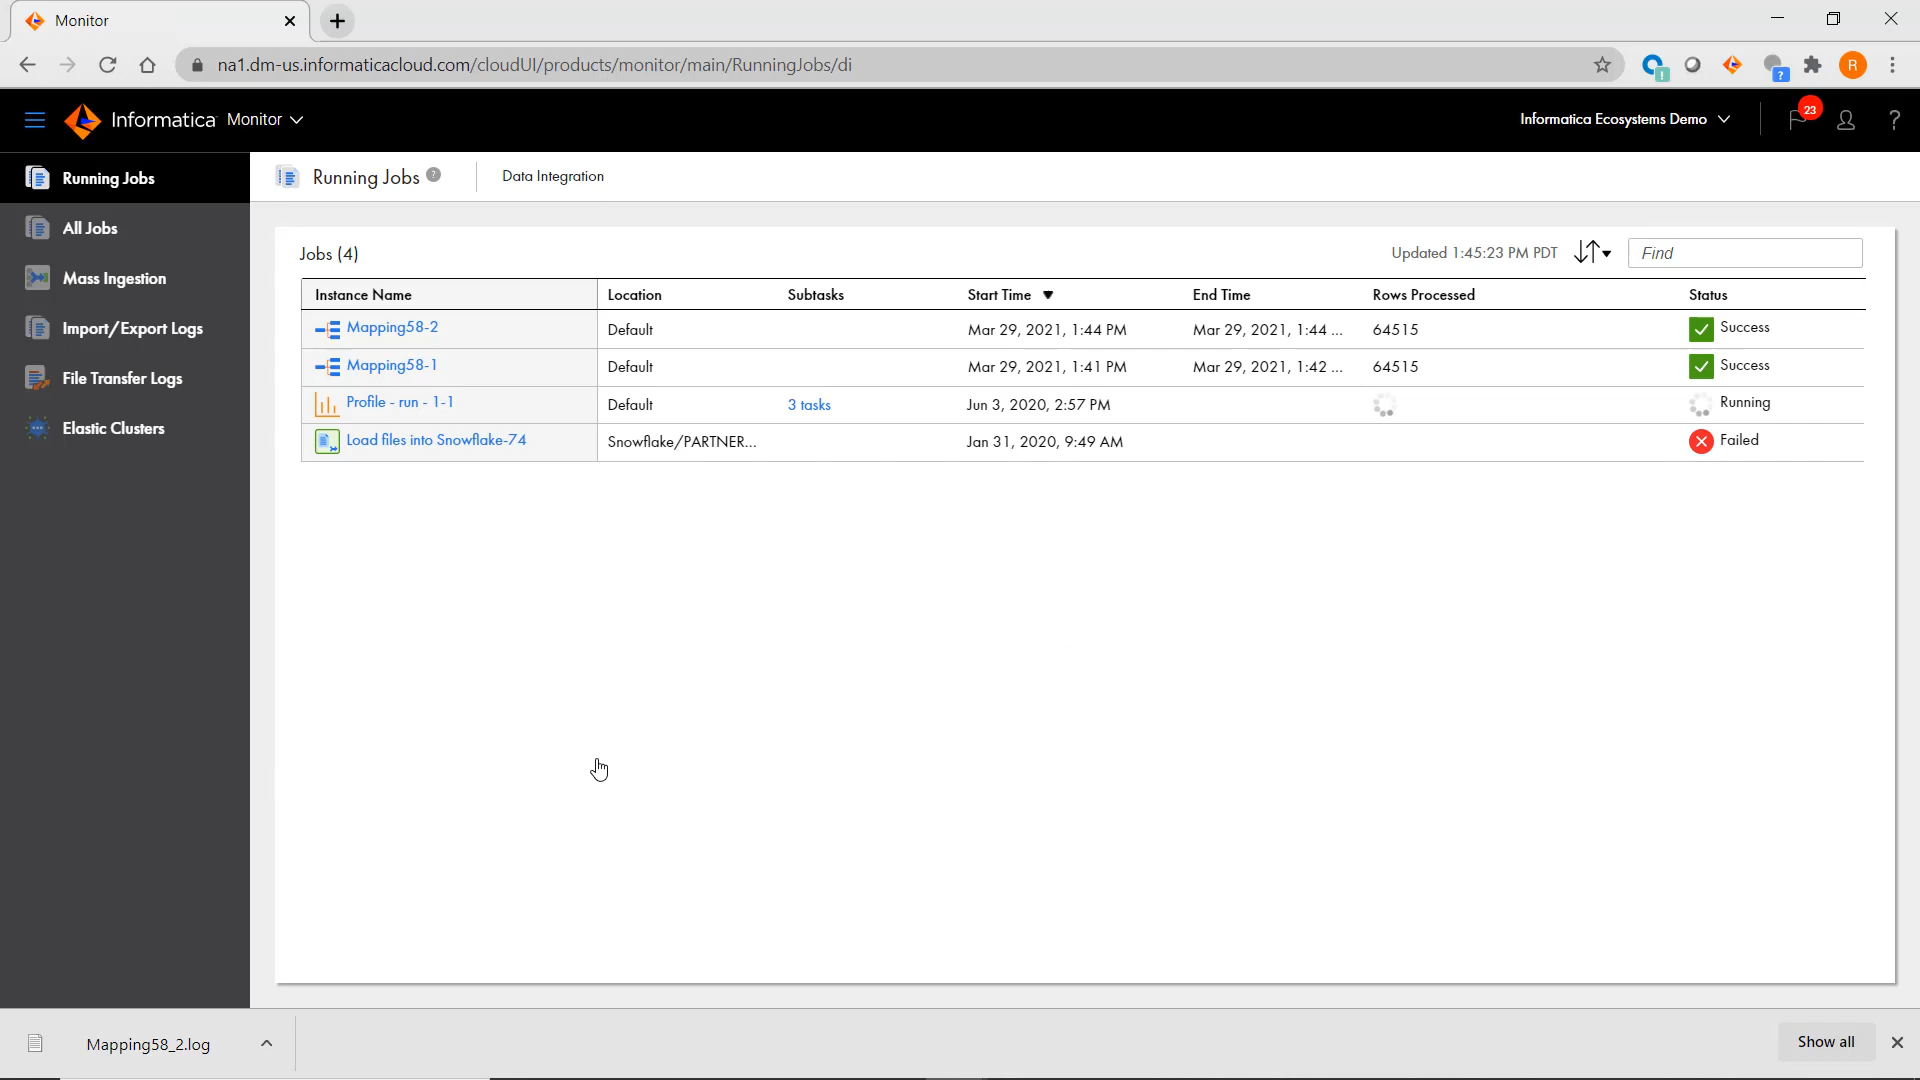 Monitor
na1.dm-us.informaticacloud.com/cloudUI/products/monitor/main/RunningJobs/di
R
Informatica Monitor
Informatica Ecosystems Demo
23
?
Running Jobs
All Jobs
Mass Ingestion
Import/Export Logs
File Transfer Logs
Elastic Clusters
Running Jobs ?
Data Integration
Jobs (4)
Updated 1:45:23 PM PDT
Find
Instance Name Location Subtasks Start Time End Time Rows Processed Status
Mapping58-2 Default Mar 29, 2021, 1:44 PM Mar 29, 2021, 1:44 ... 64515 Success
Mapping58-1 Default Mar 29, 2021, 1:41 PM Mar 29, 2021, 1:42 ... 64515 Success
Profile - run - 1-1 Default 3 tasks Jun 3, 2020, 2:57 PM Running
Load files into Snowflake-74 Snowflake/PARTNER... Jan 31, 2020, 9:49 AM Failed
Mapping58_2.log
Show all